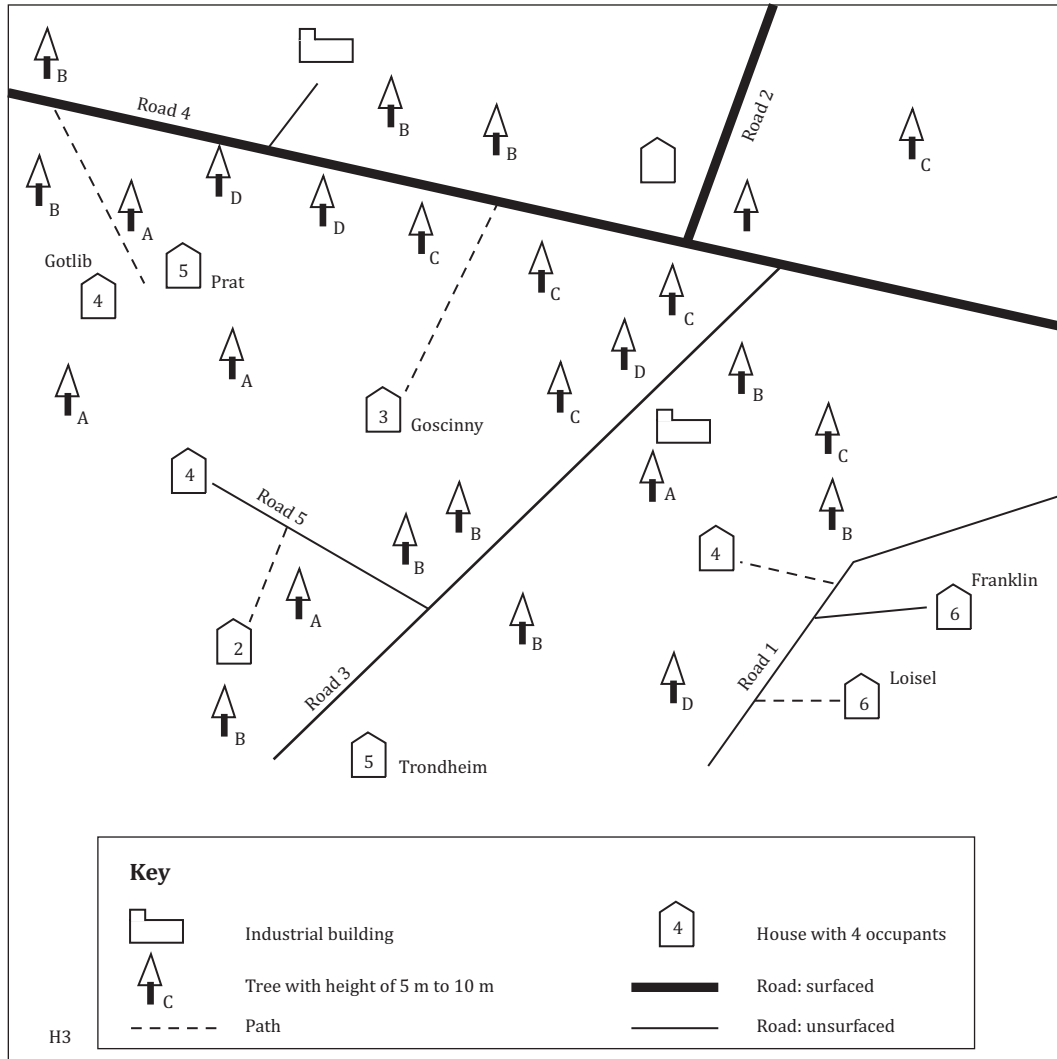 B
Road 4
B
B
Road 2
C
B
A
D
D
C
Gotlib
4
5
Prat
C
C
A
A
D
B
C
3
Goscinny
C
4
Road 5
B
B
A
B
4
Franklin
6
A
2
B
Road 3
B
D
Road 1
Loisel
6
5
Trondheim
Key
Industrial building
4
House with 4 occupants
C
Tree with height of 5 m to 10 m
Road: surfaced
Path
Road: unsurfaced
H3